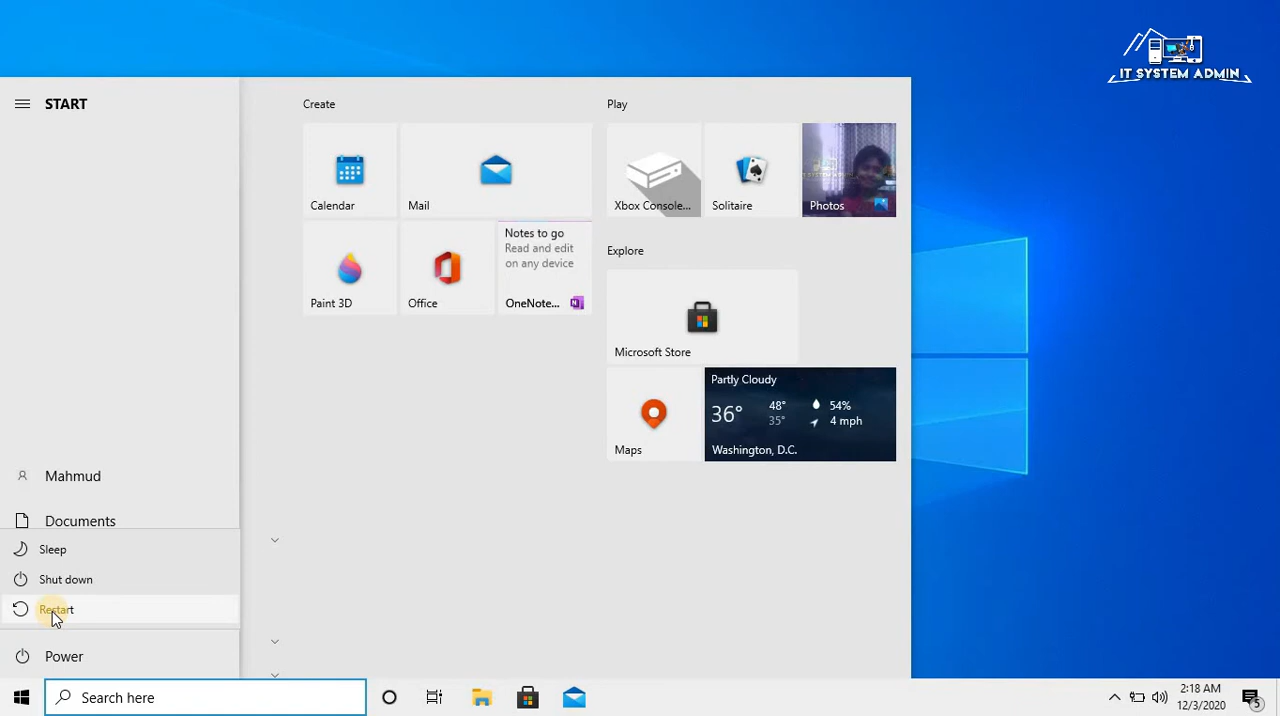 IT SYSTEM ADMIN
START
Create
Play
Calendar
Mail
Xbox Console...
Solitaire
Photos
Explore
Notes to go
Read and edit
on any device
Paint 3D
Office
OneNote...
Microsoft Store
Partly Cloudy
36° 48° 54%
35° 4 mph
Maps
Washington, D.C.
Mahmud
Documents
Sleep
Shut down
Restart
Power
Search here
2:18 AM
12/3/2020
5